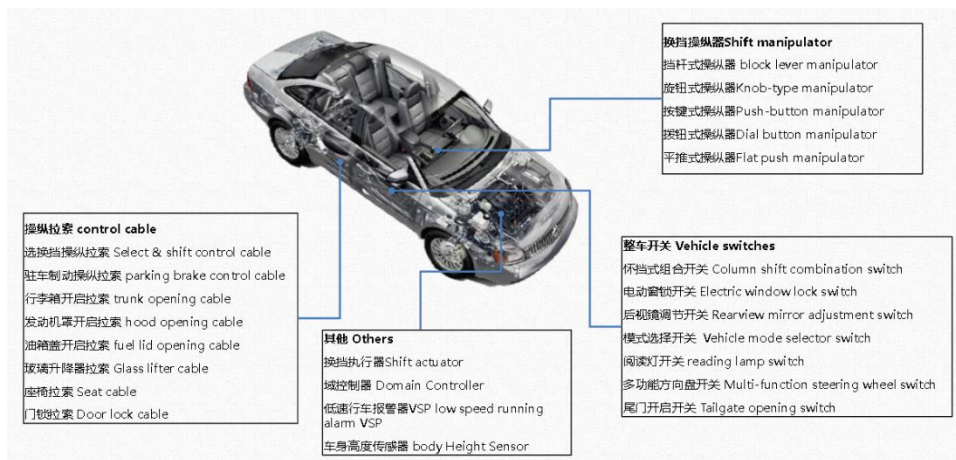 换挡操纵器Shift manipulator
挡杆式操纵器 block lever manipulator
旋钮式操纵器Knob-type manipulator
按键式操纵器Push-button manipulator
拨钮式操纵器Dial button manipulator
平推式操纵器Flat push manipulator
操纵拉索 control cable
选换挡操纵拉索 Select & shift control cable
驻车制动操纵拉索 parking brake control cable
行李箱开启拉索 trunk opening cable
发动机罩开启拉索 hood opening cable
油箱盖开启拉索 fuel lid opening cable
玻璃升降器拉索 Glass lifter cable
座椅拉索 Seat cable
门锁拉索 Door lock cable
其他 Others
换挡执行器Shift actuator
域控制器 Domain Controller
低速行车报警器VSP low speed running
alarm VSP
车身高度传感器 body Height Sensor
整车开关 Vehicle switches
怀挡式组合开关 Column shift combination switch
电动窗锁开关 Electric window lock switch
后视镜调节开关 Rearview mirror adjustment switch
模式选择开关 Vehicle mode selector switch
阅读灯开关 reading lamp switch
多功能方向盘开关 Multi-function steering wheel switch
尾门开启开关 Tailgate opening switch